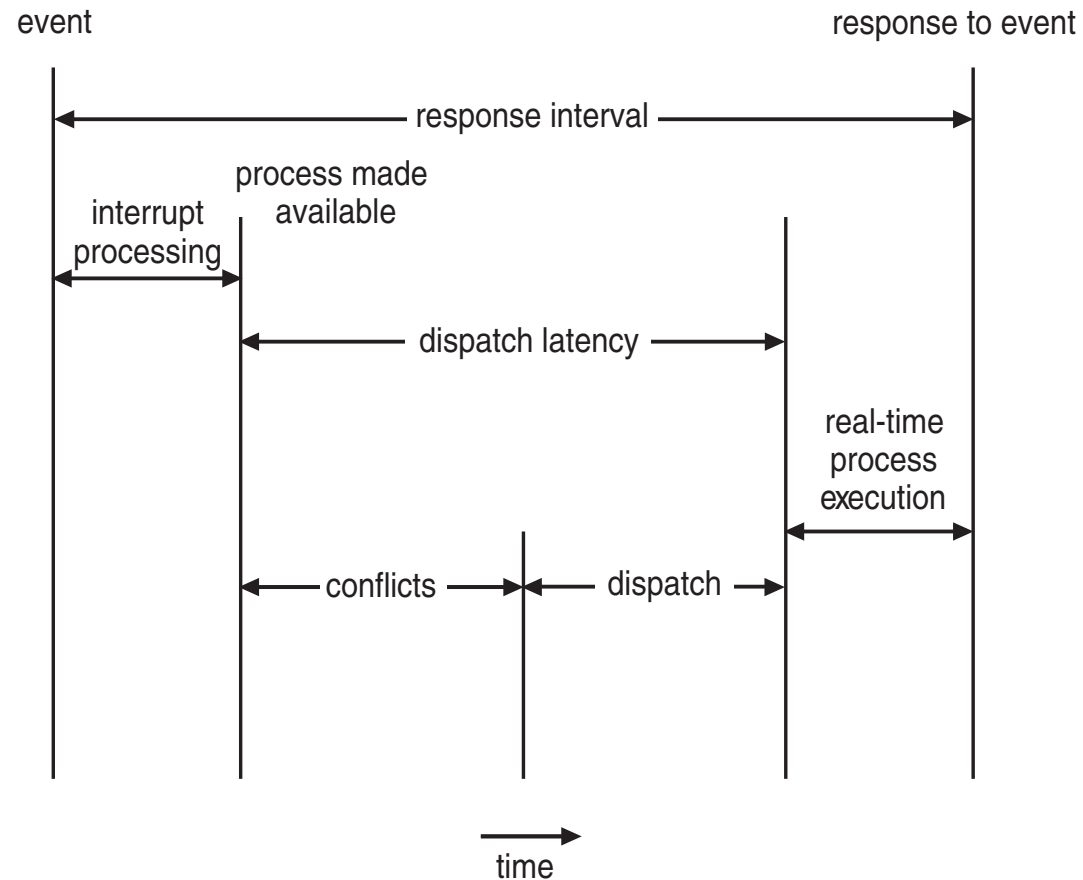 event
response to event
response interval
process made
available
interrupt
processing
dispatch latency
real-time
process
execution
conflicts
dispatch
time